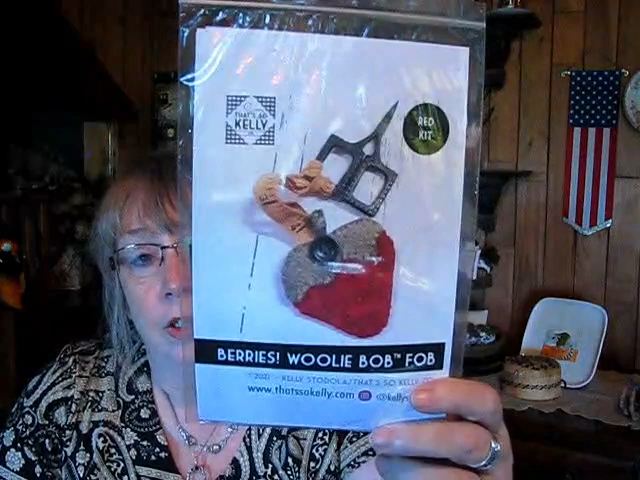 THAT'S SO
KELLY
RED
KIT
BERRIES! WOOLIE BOB™ FOB
©2021 - KELLY STODOLA/THAT'S SO KELLY
www.thatssokelly.com